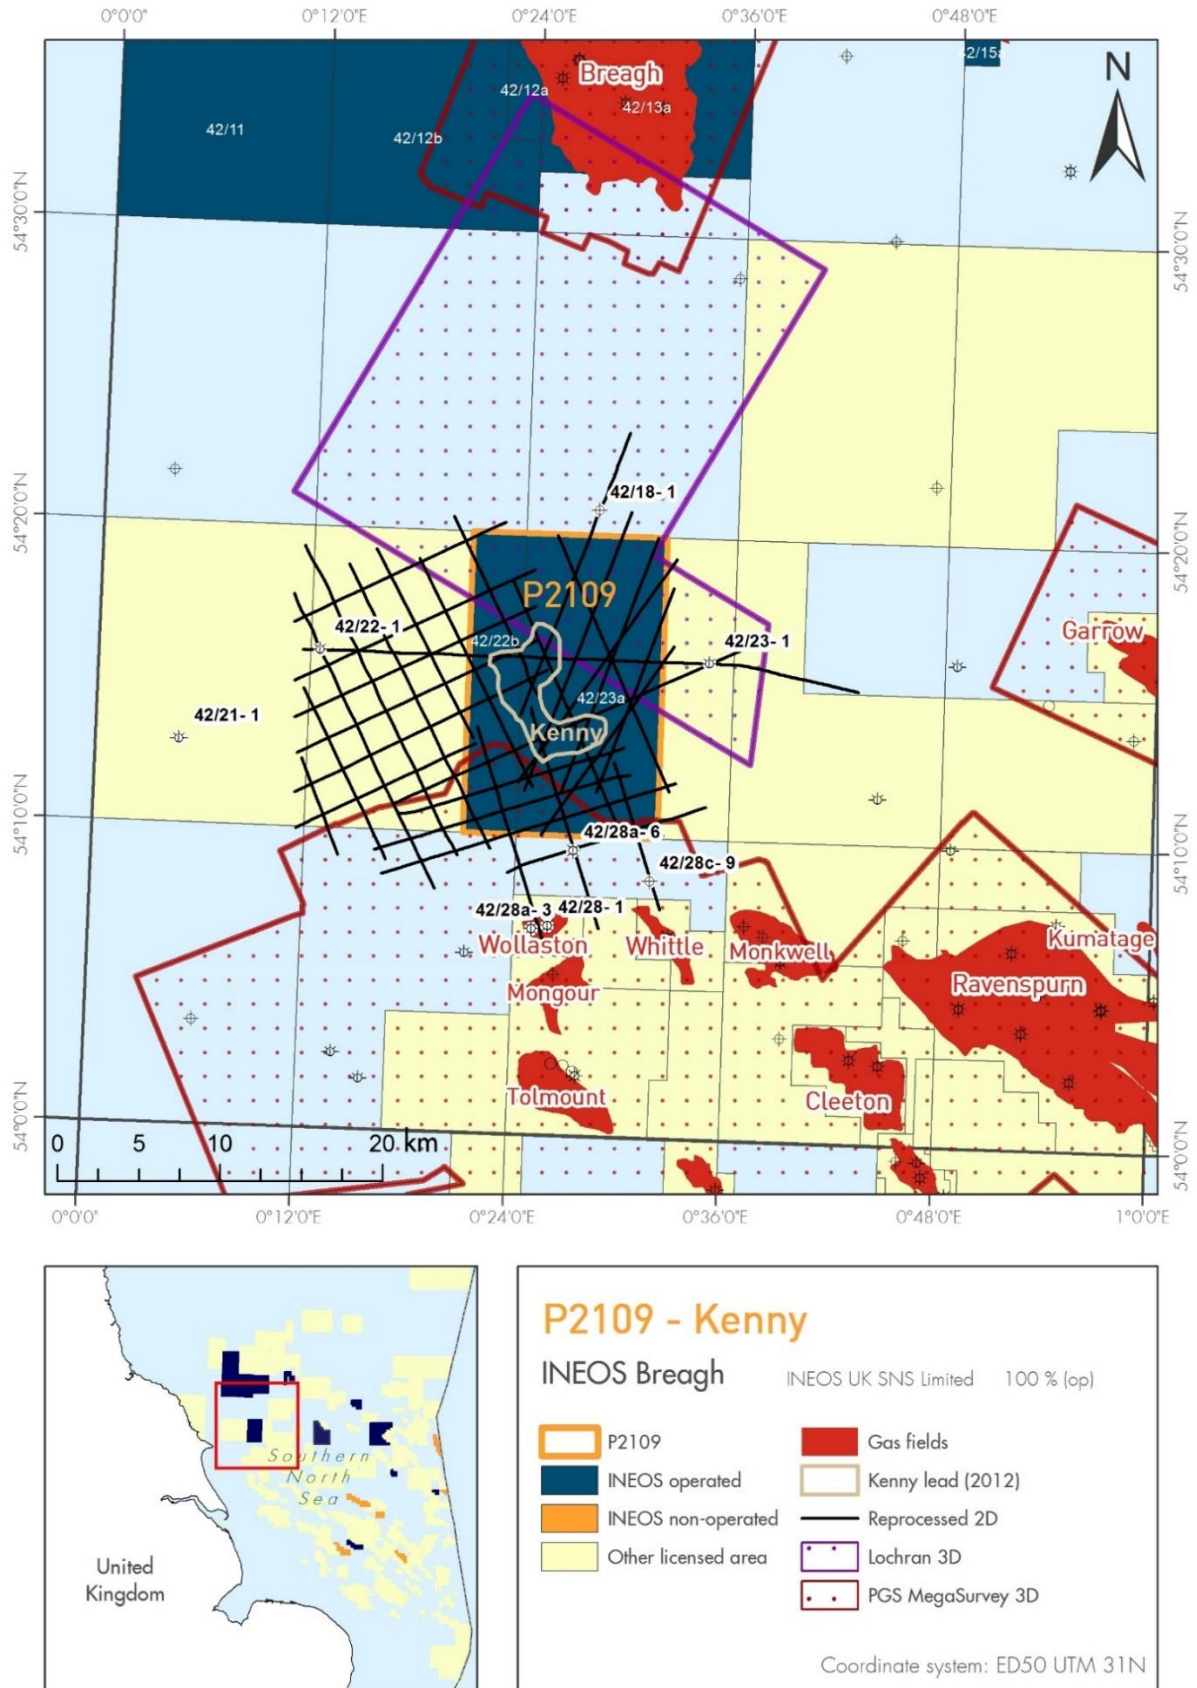 0°0'0" 0°12'0"E 0°24'0"E 0°36'0"E 0°48'0"E
42/15a
N
Breagh
42/12a
42/13a
42/11
42/12b
54°30'0"N
54°30'0"N
42/18- 1
54°20'0"N
54°20'0"N
P2109
42/22- 1
42/22b
42/23- 1
Garrow
42/23a
42/21- 1
Kenny
54°10'0"N
42/28a- 6
54°10'0"N
42/28c- 9
42/28a- 3 42/28- 1
Wollaston Whittle Monkwell Kumatage
Ravenspurn
Mongour
Tolmount Cleeton
54°0'0"N
0 5 10 20 km
54°0'0"N
0°0'0" 0°12'0"E 0°24'0"E 0°36'0"E 0°48'0"E 1°0'0"E
Southern
North
Sea
United
Kingdom
P2109 - Kenny
INEOS Breagh INEOS UK SNS Limited 100 % (op)
P2109
INEOS operated
INEOS non-operated
Other licensed area
Gas fields
Kenny lead (2012)
Reprocessed 2D
Lochran 3D
PGS MegaSurvey 3D
Coordinate system: ED50 UTM 31N